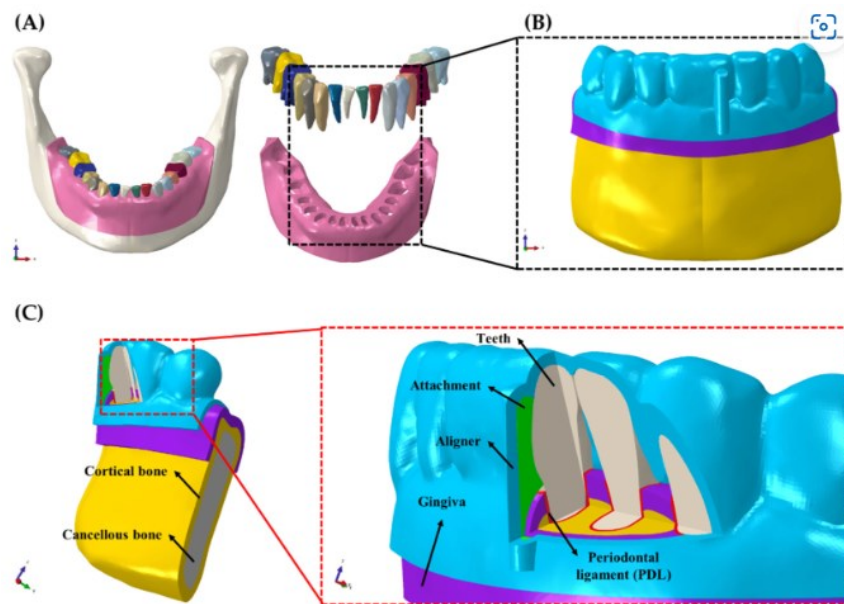 (A)
(B)
(C)
Teeth
Attachment
Aligner
Cortical bone
Gingiva
Cancellous bone
Periodontal
ligament (PDL)